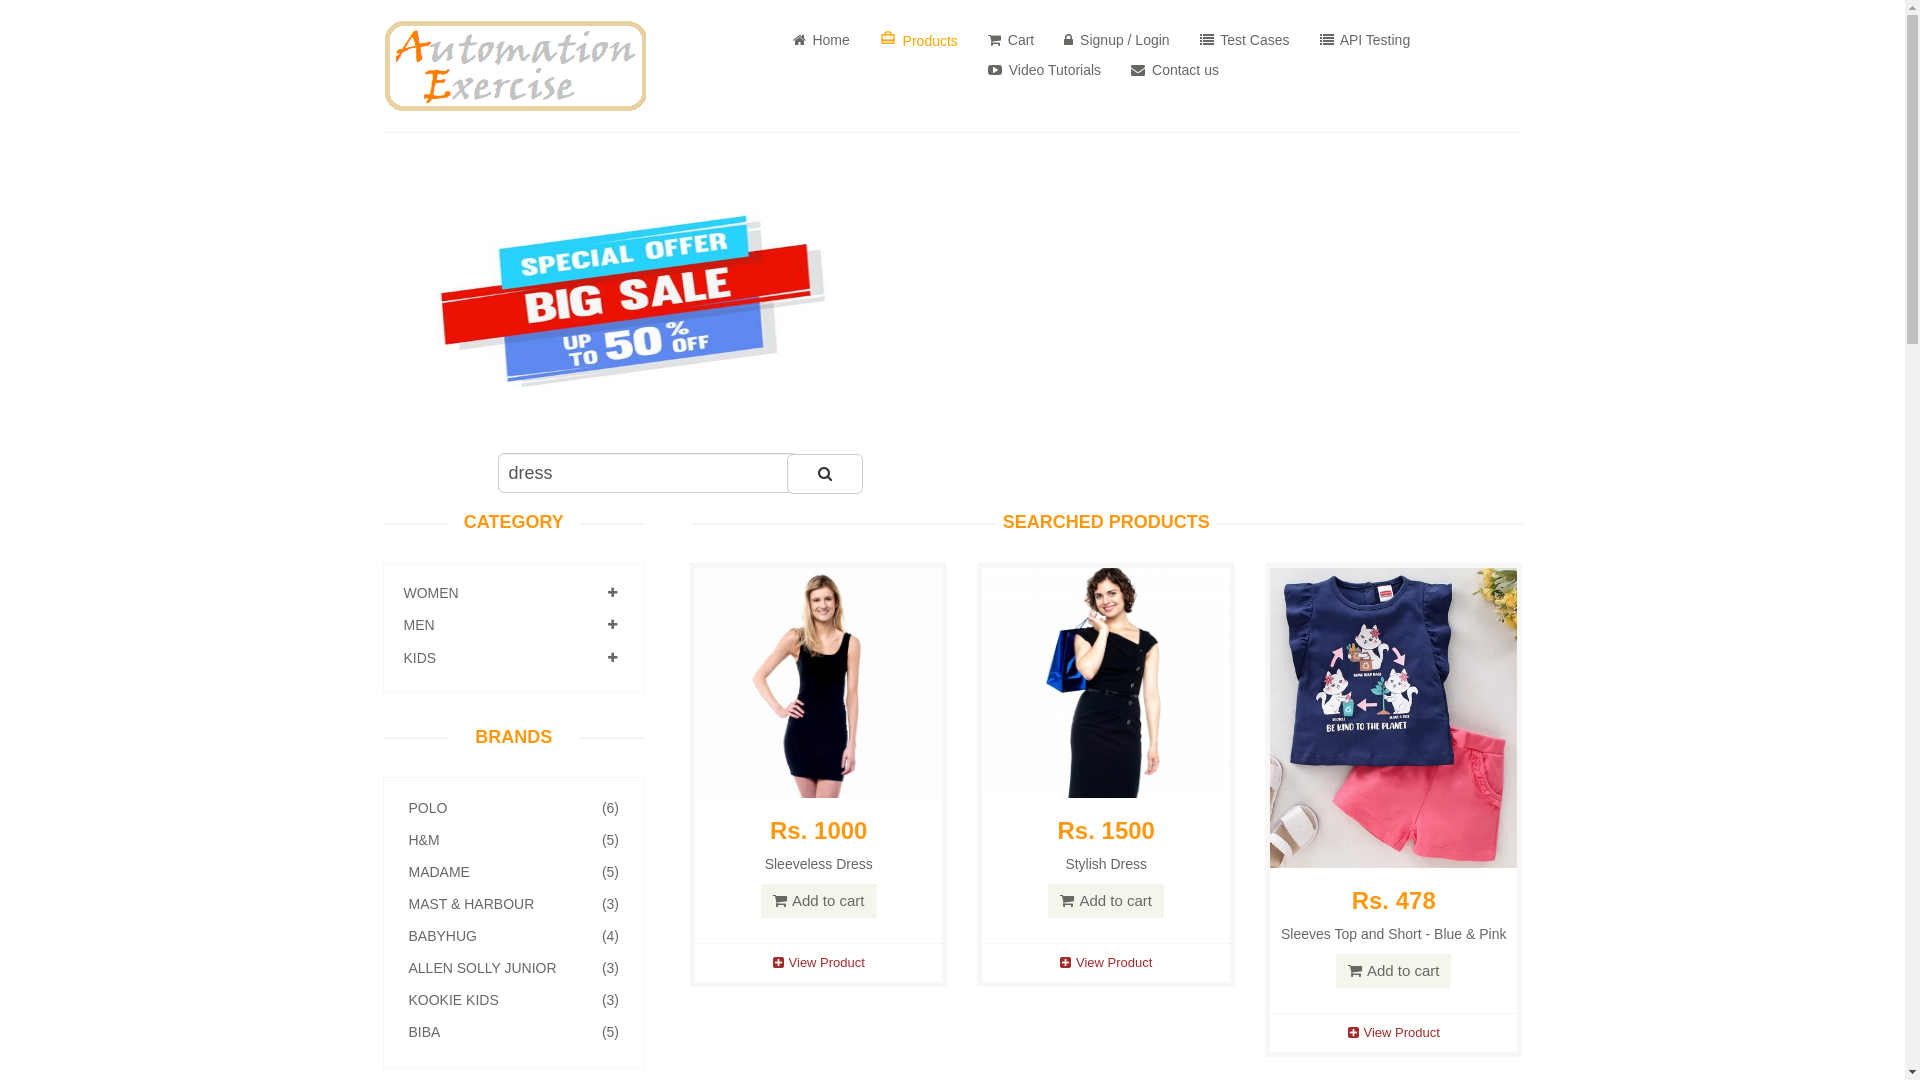 Automation
Exercise
Home
Products
Cart
Signup / Login
Test Cases
API Testing
Video Tutorials
Contact us
SPECIAL OFFER
BIG SALE
UP TO 50% OFF
dress
CATEGORY
WOMEN
MEN
KIDS
BRANDS
POLO (6)
H&M (5)
MADAME (5)
MAST & HARBOUR (3)
BABYHUG (4)
ALLEN SOLLY JUNIOR (3)
KOOKIE KIDS (3)
BIBA (5)
SEARCHED PRODUCTS
Rs. 1000
Sleeveless Dress
Add to cart
View Product
Rs. 1500
Stylish Dress
Add to cart
View Product
BE KIND TO THE PLANET
Rs. 478
Sleeves Top and Short - Blue & Pink
Add to cart
View Product